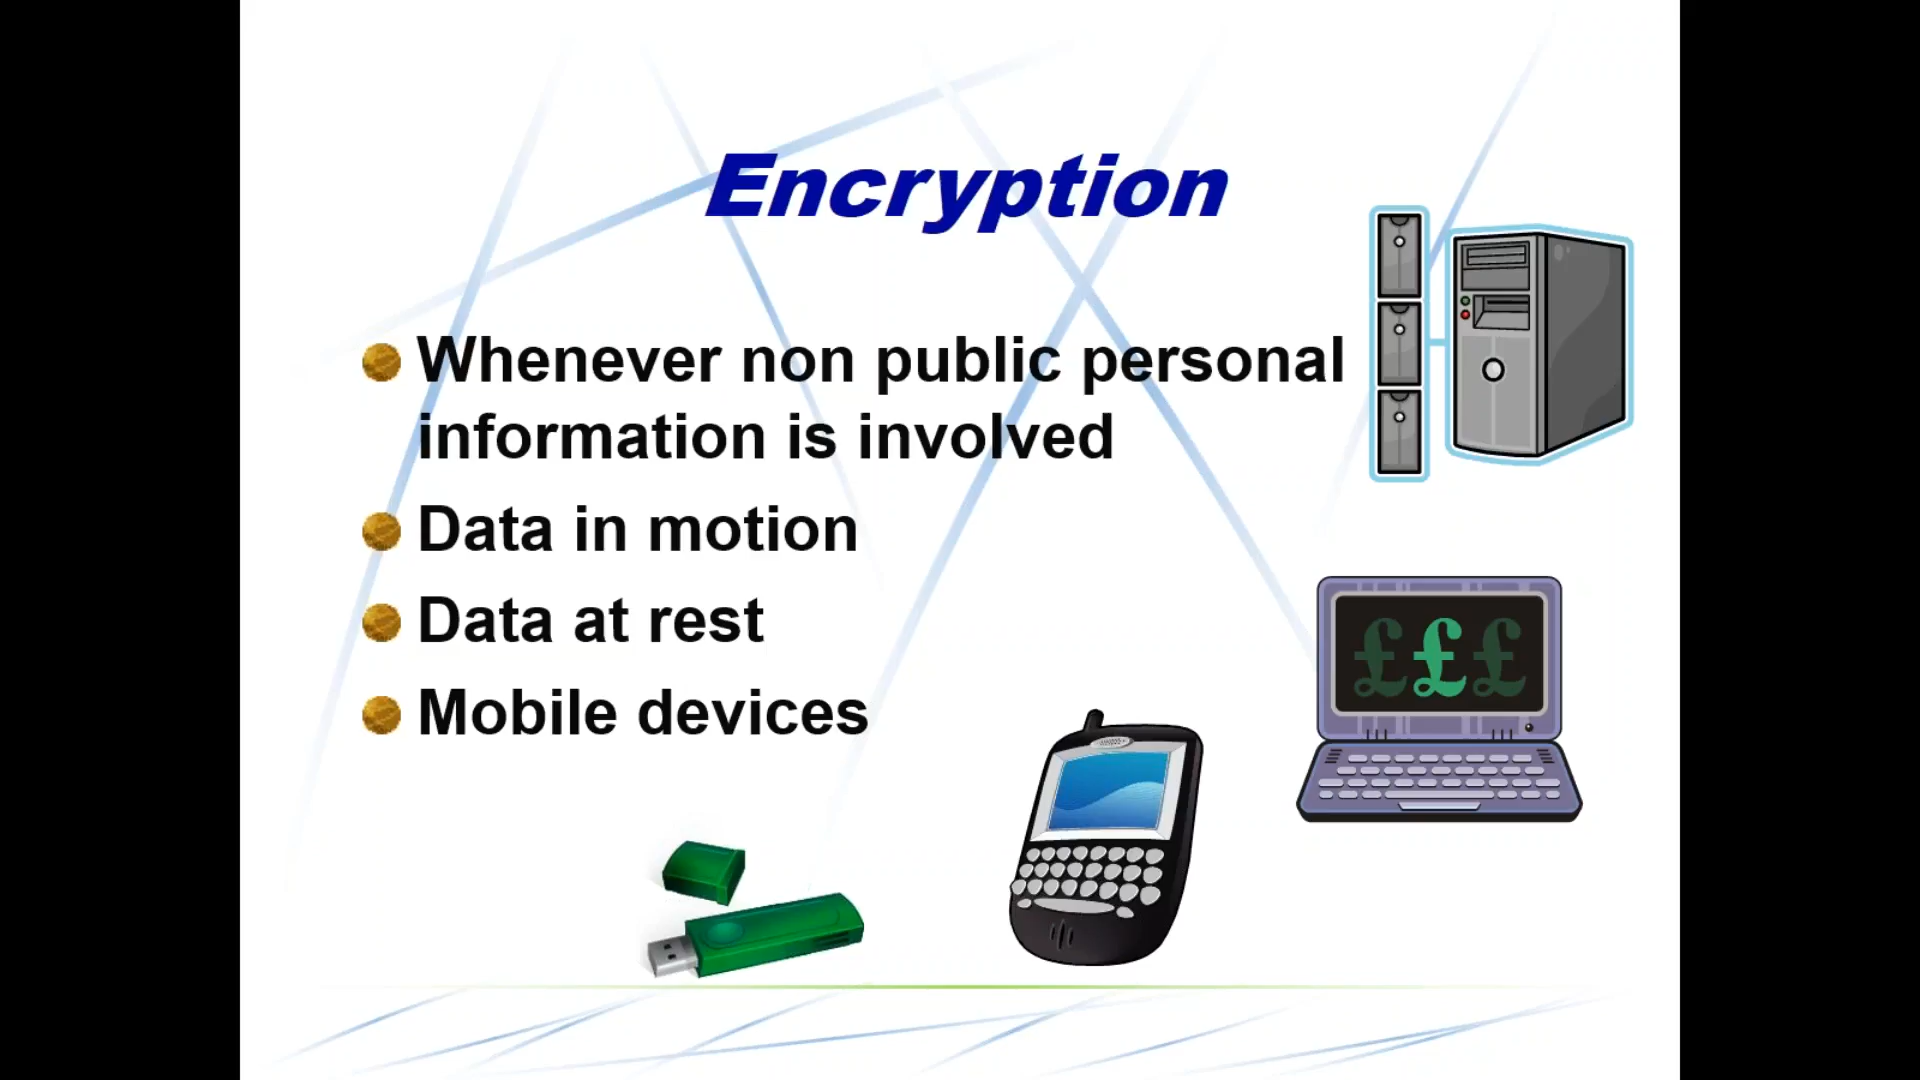 Encryption
Whenever non public personal
information is involved
Data in motion
Data at rest
Mobile devices
£££